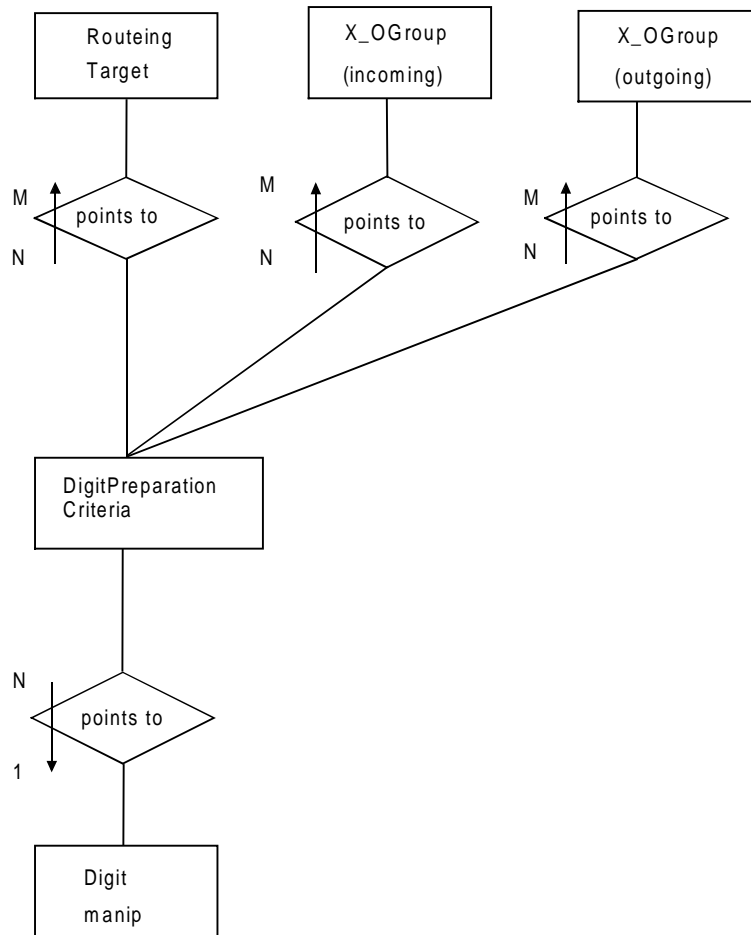 Routeing
Target
X_OGroup
(incoming)
X_OGroup
(outgoing)
M
points to
N
M
points to
N
M
points to
N
DigitPreparation
Criteria
N
points to
1
Digit
manip